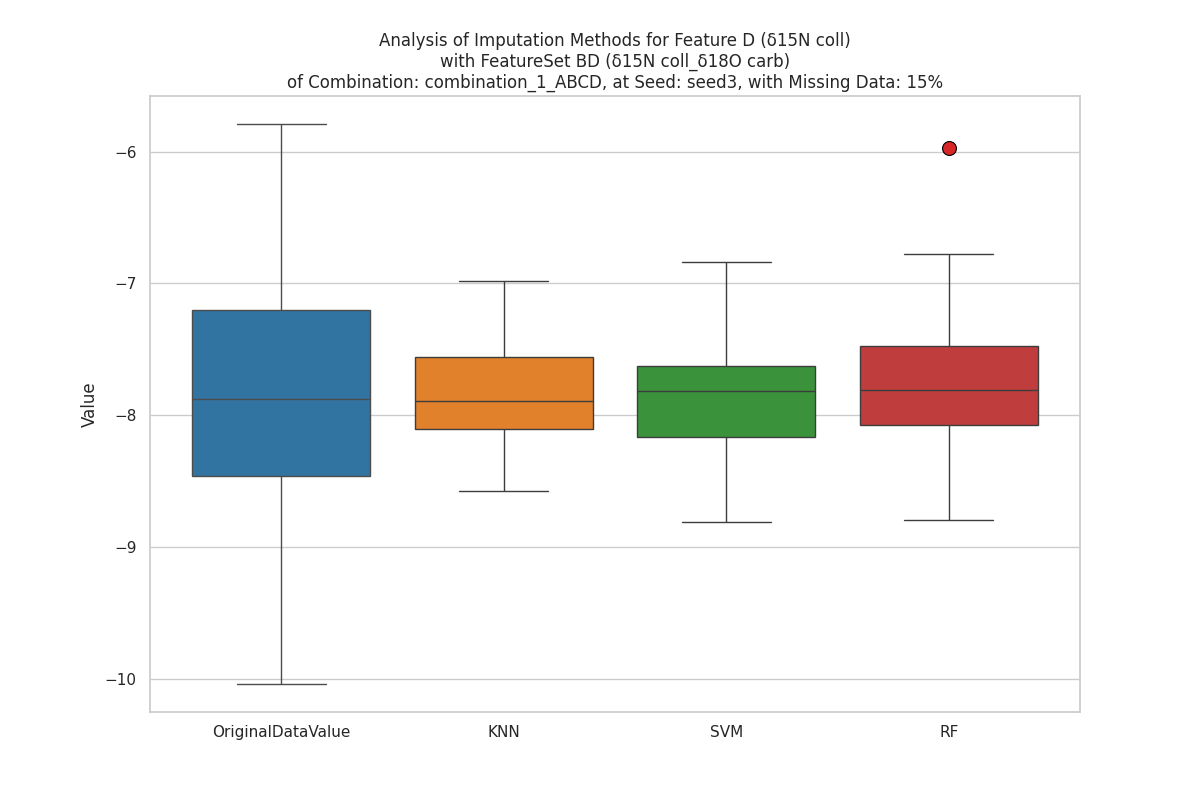 Analysis of Imputation Methods for Feature D (δ15N coll)
with FeatureSet BD (δ15N coll_δ18O carb)
of Combination: combination_1_ABCD, at Seed: seed3, with Missing Data: 15%
Value
−6
−7
−8
−9
−10
OriginalDataValue
KNN
SVM
RF